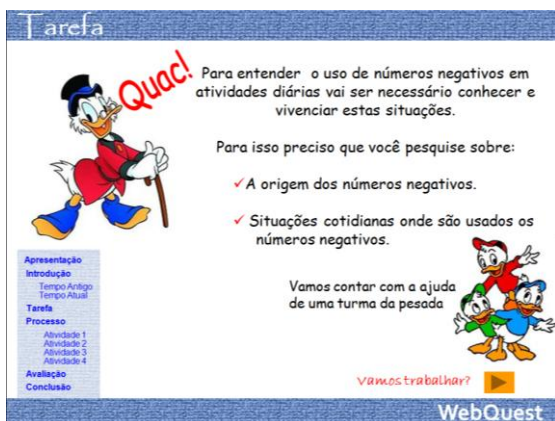 Tarefa
Quac!
Para entender o uso de números negativos em
atividades diárias vai ser necessário conhecer e
vivenciar estas situações.
Para isso preciso que você pesquise sobre:
✓A origem dos números negativos.
✓ Situações cotidianas onde são usados os
números negativos.
Vamos contar com a ajuda
de uma turma da pesada
Apresentação
Introdução
Tempo Antigo
Tempo Atual
Tarefa
Processo
Atividade 1
Atividade 2
Atividade 3
Atividade 4
Avaliação
Conclusão
Vamos trabalhar?
WebQuest